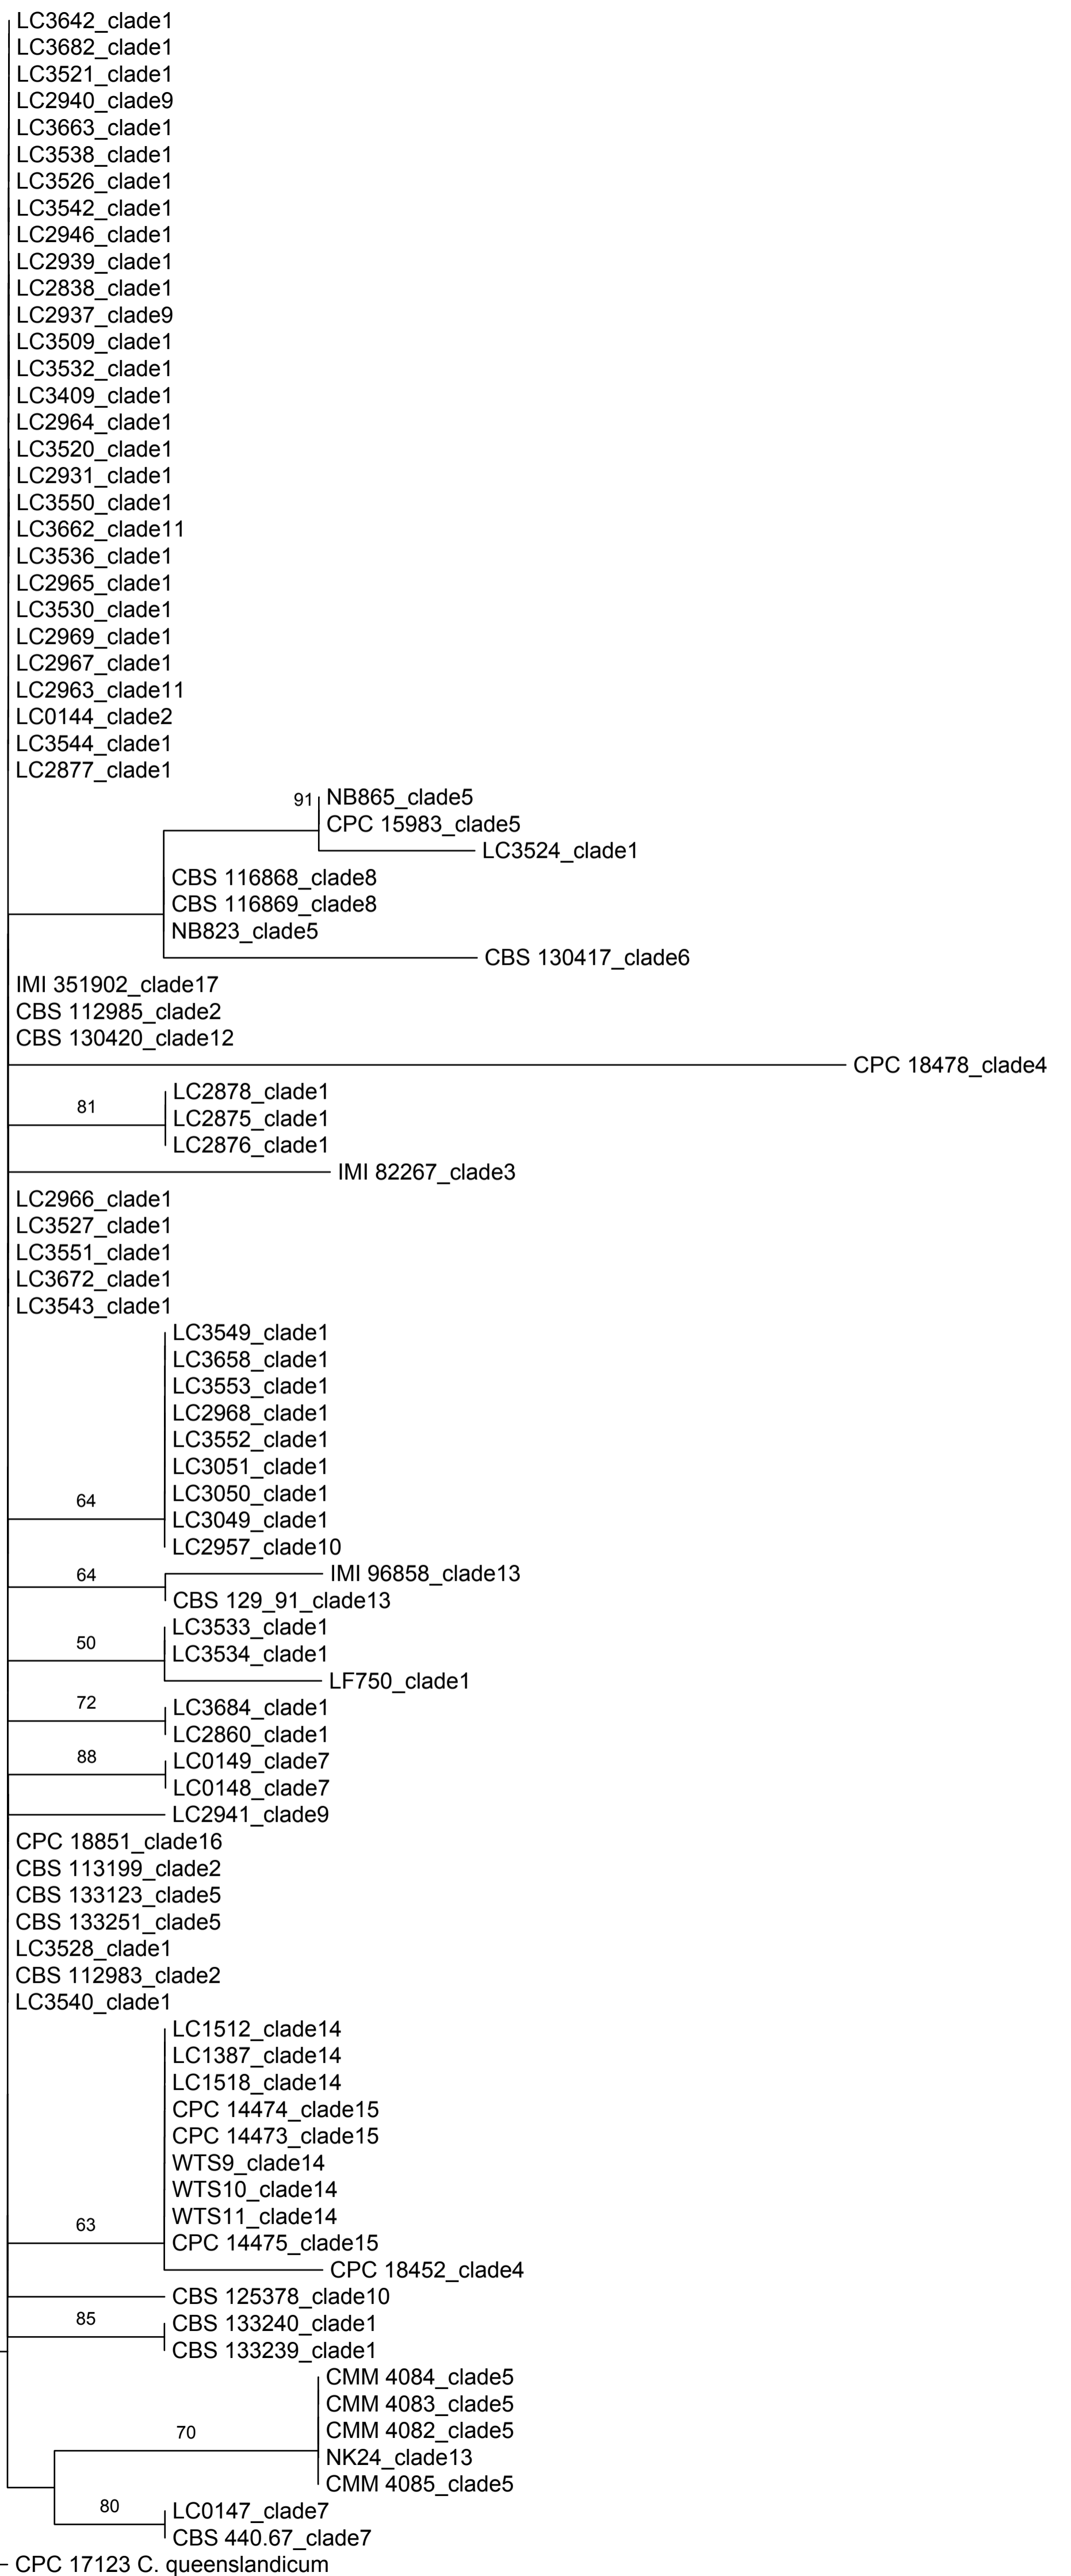 LC3642_clade1
LC3682_clade1
LC3521_clade1
LC2940_clade9
LC3663_clade1
LC3538_clade1
LC3526_clade1
LC3542_clade1
LC2946_clade1
LC2939_clade1
LC2838_clade1
LC2937_clade9
LC3509_clade1
LC3532_clade1
LC3409_clade1
LC2964_clade1
LC3520_clade1
LC2931_clade1
LC3550_clade1
LC3662_clade11
LC3536_clade1
LC2965_clade1
LC3530_clade1
LC2969_clade1
LC2967_clade1
LC2963_clade11
LC0144_clade2
LC3544_clade1
LC2877_clade1
91 NB865_clade5
CPC 15983_clade5
LC3524_clade1
CBS 116868_clade8
CBS 116869_clade8
NB823_clade5
CBS 130417_clade6
IMI 351902_clade17
CBS 112985_clade2
CBS 130420_clade12
CPC 18478_clade4
LC2878_clade1
81
LC2875_clade1
LC2876_clade1
IMI 82267_clade3
LC2966_clade1
LC3527_clade1
LC3551_clade1
LC3672_clade1
LC3543_clade1
LC3549_clade1
LC3658_clade1
LC3553_clade1
LC2968_clade1
LC3552_clade1
LC3051_clade1
LC3050_clade1
64
LC3049_clade1
LC2957_clade10
64 IMI 96858_clade13
CBS 129_91_clade13
LC3533_clade1
50
LC3534_clade1
LF750_clade1
72 LC3684_clade1
LC2860_clade1
88 LC0149_clade7
LC0148_clade7
LC2941_clade9
CPC 18851_clade16
CBS 113199_clade2
CBS 133123_clade5
CBS 133251_clade5
LC3528_clade1
CBS 112983_clade2
LC3540_clade1
LC1512_clade14
LC1387_clade14
LC1518_clade14
CPC 14474_clade15
CPC 14473_clade15
WTS9_clade14
WTS10_clade14
WTS11_clade14
63
CPC 14475_clade15
CPC 18452_clade4
CBS 125378_clade10
85 CBS 133240_clade1
CBS 133239_clade1
CMM 4084_clade5
CMM 4083_clade5
70 CMM 4082_clade5
NK24_clade13
CMM 4085_clade5
80 LC0147_clade7
CBS 440.67_clade7
CPC 17123 C. queenslandicum